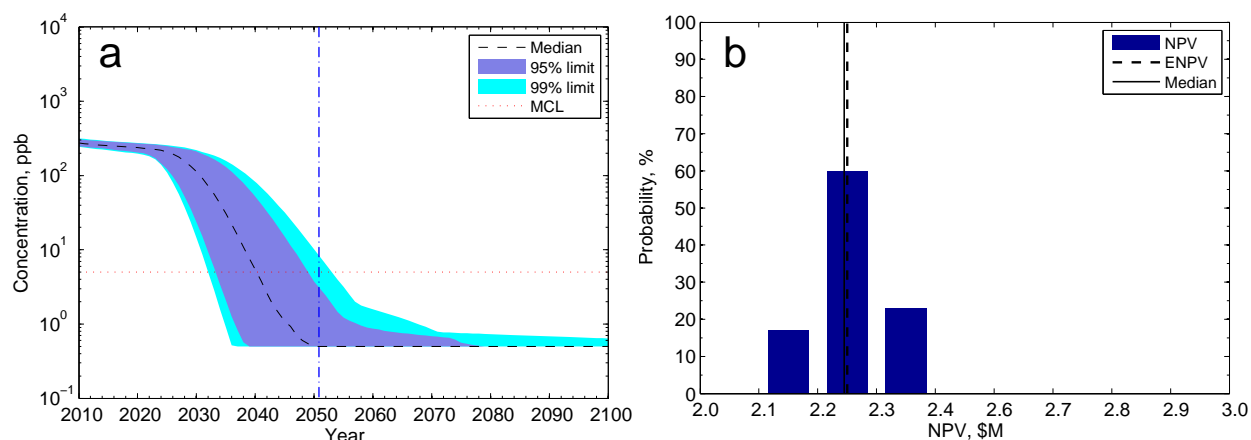 a
Median
95% limit
99% limit
MCL
Concentration, ppb
10^4
10^3
10^2
10^1
10^0
10^-1
2010 2020 2030 2040 2050 2060 2070 2080 2090 2100
Year
b
NPV
ENPV
Median
Probability, %
100
90
80
70
60
50
40
30
20
10
0
2.0 2.1 2.2 2.3 2.4 2.5 2.6 2.7 2.8 2.9 3.0
NPV, $M